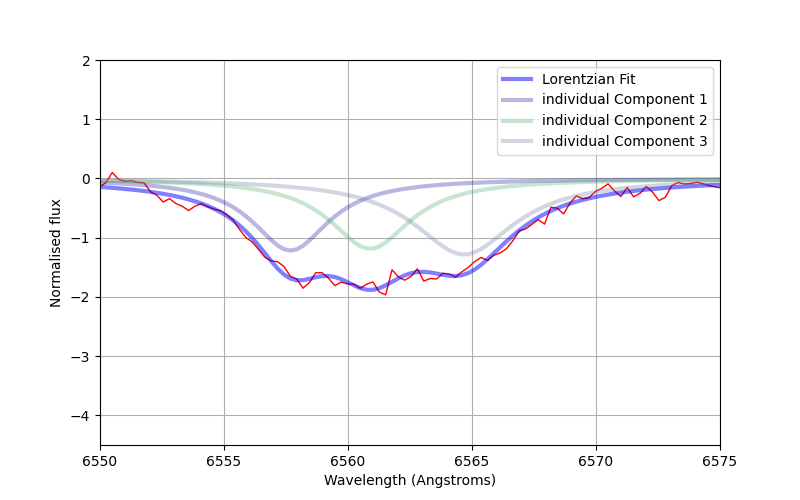 2
1
0
−1
−2
−3
−4
Normalised flux
Lorentzian Fit
individual Component 1
individual Component 2
individual Component 3
6550 6555 6560 6565 6570 6575
Wavelength (Angstroms)